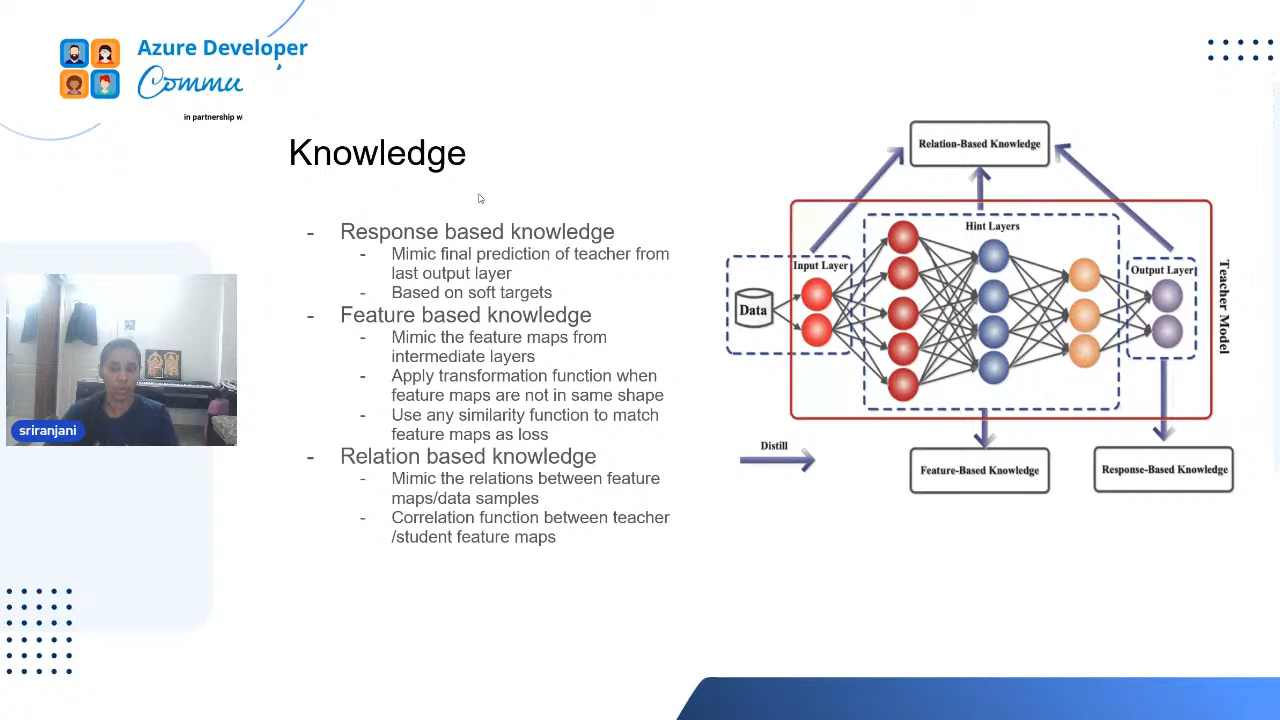 Azure Developer
Commu
in partnership w
Knowledge
- Response based knowledge
- Mimic final prediction of teacher from
last output layer
- Based on soft targets
- Feature based knowledge
- Mimic the feature maps from
intermediate layers
- Apply transformation function when
feature maps are not in same shape
- Use any similarity function to match
feature maps as loss
- Relation based knowledge
- Mimic the relations between feature
maps/data samples
- Correlation function between teacher
/student feature maps
sriranjani
Relation-Based Knowledge
Hint Layers
Input Layer
Output Layer
Data
Teacher Model
Distill
Feature-Based Knowledge
Response-Based Knowledge